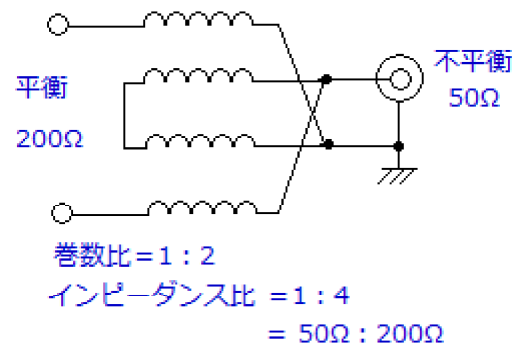 不平衡
50Ω
平衡
200Ω
巻数比=1:2
インピーダンス比 =1:4
= 50Ω:200Ω